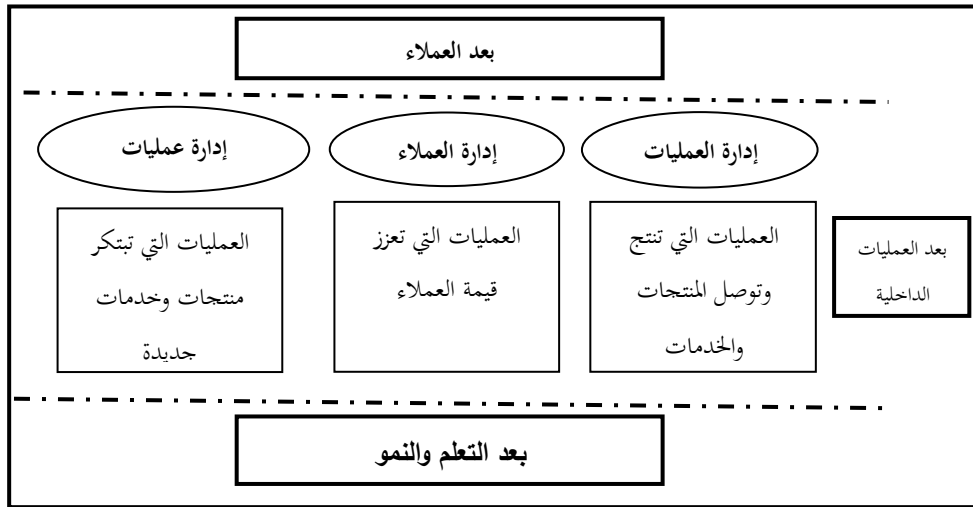 بعد العملاء
إدارة العمليات
إدارة العملاء
إدارة عمليات
العمليات التي تنتج
وتوصل المنتجات
والخدمات
العمليات التي تعزز
قيمة العملاء
العمليات التي تبتكر
منتجات وخدمات
جديدة
بعد العمليات
الداخلية
بعد التعلم والنمو